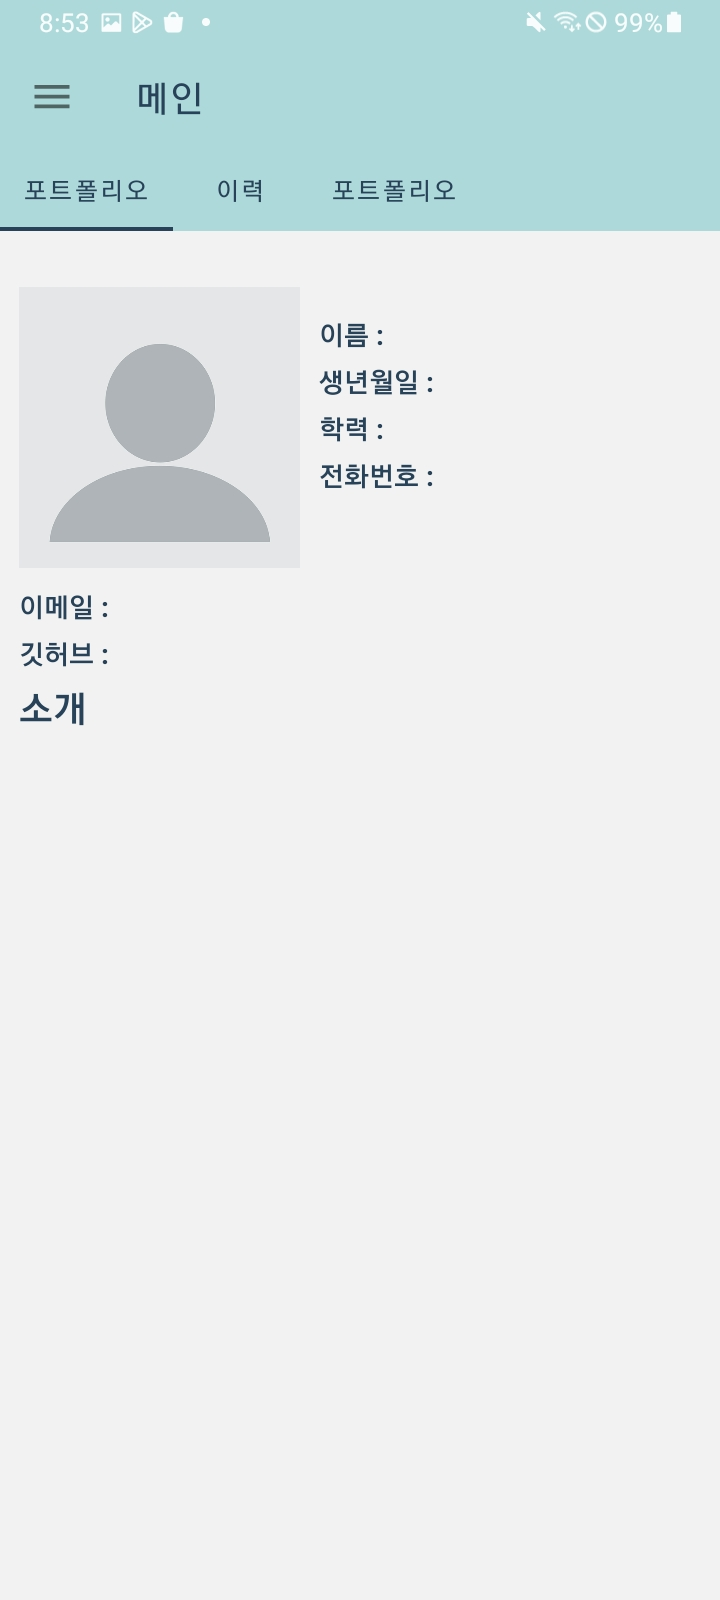 8:53 99%
메인
포트폴리오 이력 포트폴리오
이름 :
생년월일 :
학력 :
전화번호 :
이메일 :
깃허브 :
소개